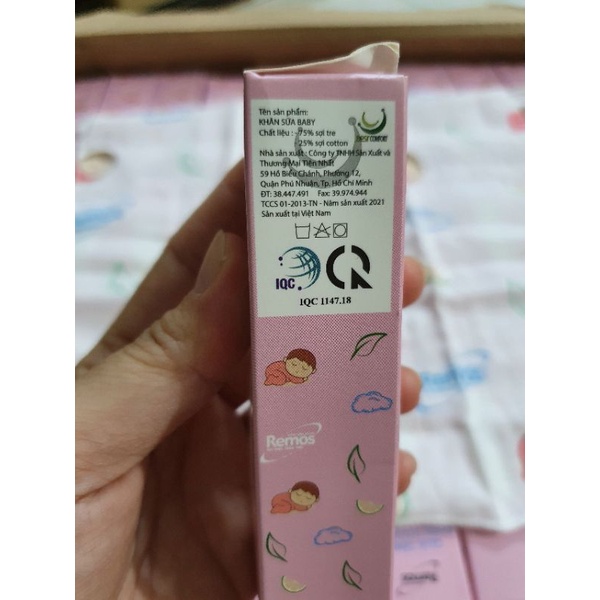 Tên sản phẩm:
KHĂN SỮA BABY
Chất liệu : - 75% sợi tre
- 25% sợi cotton
Nhà sản xuất : Công ty TNHH Sản Xuất và
Thương Mại Tiến Nhất
59 Hồ Biểu Chánh, Phường 12,
Quận Phú Nhuận, Tp. Hồ Chí Minh
ĐT: 38.447.491 Fax: 39.974.944
TCCS 01-2013-TN - Năm sản xuất 2021
Sản xuất tại Việt Nam
IQC
IQC 1147.18
Remos
Remos
Remos